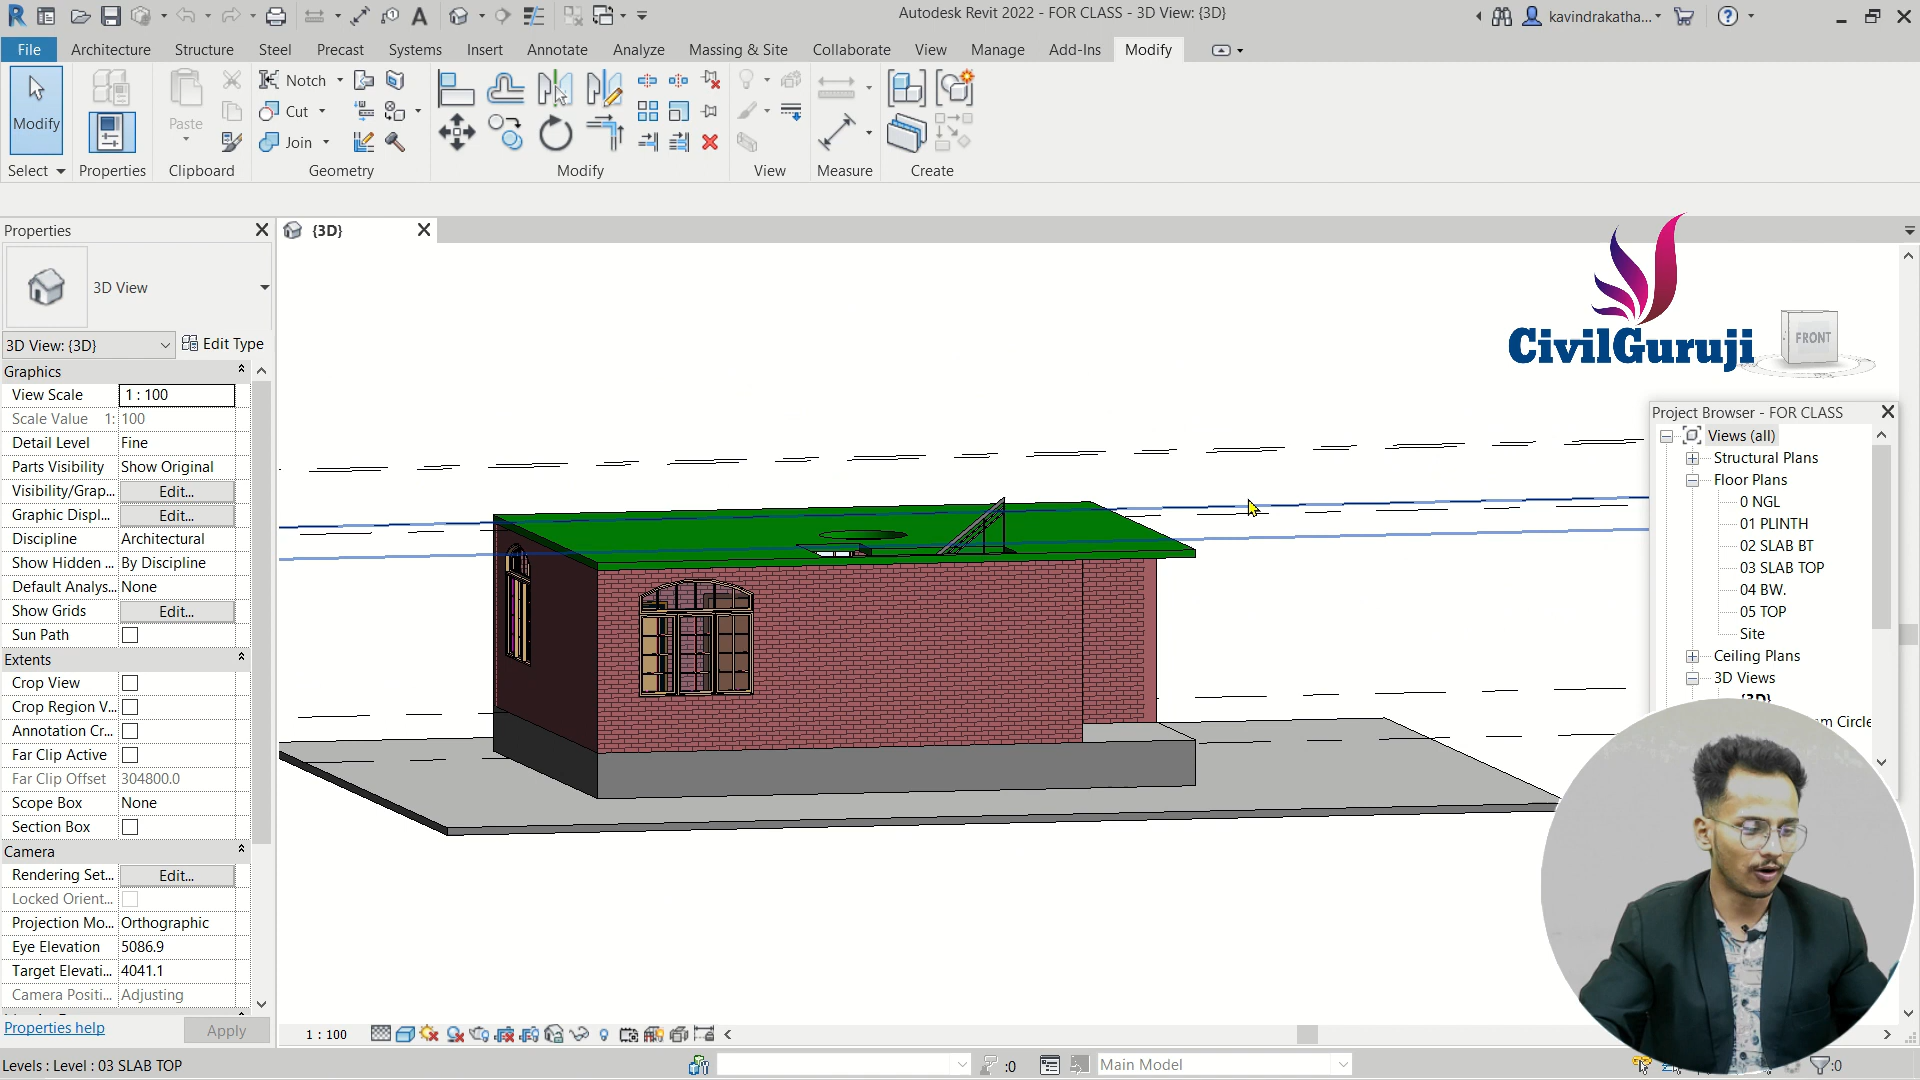 Autodesk Revit 2022 - FOR CLASS - 3D View: {3D}
kavindrakatha...
File
Architecture
Structure
Steel
Precast
Systems
Insert
Annotate
Analyze
Massing & Site
Collaborate
View
Manage
Add-Ins
Modify
Modify
Select
Properties
Paste
Clipboard
Notch
Cut
Join
Geometry
Modify
View
Measure
Create
Properties
{3D}
3D View
3D View: {3D}
Edit Type
Graphics
View Scale 1 : 100
Scale Value 1: 100
Detail Level Fine
Parts Visibility Show Original
Visibility/Grap... Edit...
Graphic Displ... Edit...
Discipline Architectural
Show Hidden ... By Discipline
Default Analys... None
Show Grids Edit...
Sun Path
Extents
Crop View
Crop Region V...
Annotation Cr...
Far Clip Active
Far Clip Offset 304800.0
Scope Box None
Section Box
Camera
Rendering Set... Edit...
Locked Orient...
Projection Mo... Orthographic
Eye Elevation 5086.9
Target Elevati... 4041.1
Camera Positi... Adjusting
Properties help
Apply
CivilGuruji
FRONT
Project Browser - FOR CLASS
Views (all)
Structural Plans
Floor Plans
0 NGL
01 PLINTH
02 SLAB BT
03 SLAB TOP
04 BW.
05 TOP
Site
Ceiling Plans
3D Views
{3D}
1 : 100
Levels : Level : 03 SLAB TOP
:0
Main Model
:0